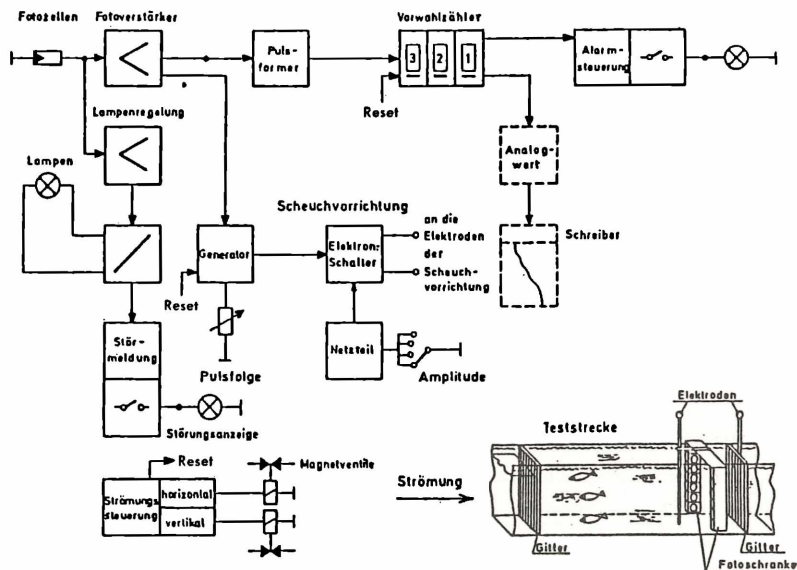 Fotozellen
Fotoverstärker
Vorwahlzähler
Puls-
former
3 2 1
Alarm-
steuerung
Reset
Lampenregelung
Analog-
wert
Lampen
Scheuchvorrichtung
an die
Elektroden
der
Scheuch-
vorrichtung
Schreiber
Generator
Elektron.
Schalter
Reset
Stör-
meldung
Netzteil
Pulsfolge
Amplitude
Störungsanzeige
Elektroden
Teststrecke
Reset
Magnetventile
Strömung
Strömungs
steuerung
horizontal
vertikal
Gitter
Gitter
Fotoschranke